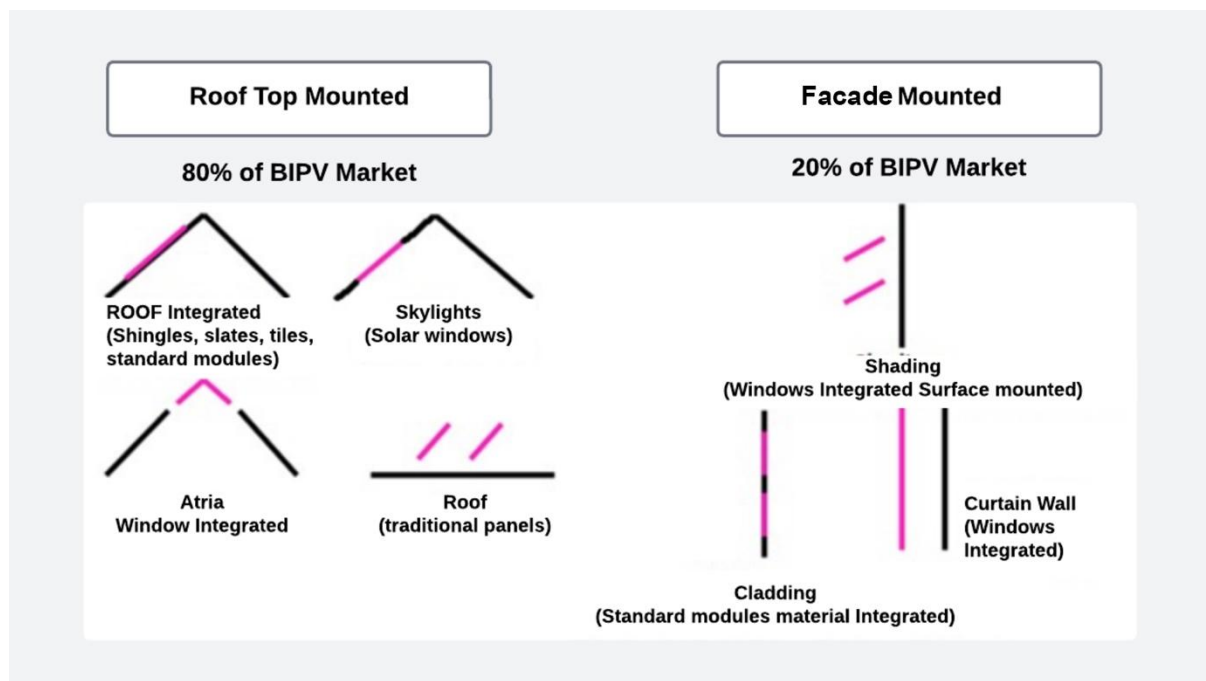 Roof Top Mounted
Facade Mounted
80% of BIPV Market
20% of BIPV Market
ROOF Integrated
(Shingles, slates, tiles,
standard modules)
Skylights
(Solar windows)
Shading
(Windows Integrated Surface mounted)
Atria
Window Integrated
Roof
(traditional panels)
Curtain Wall
(Windows
Integrated)
Cladding
(Standard modules material Integrated)